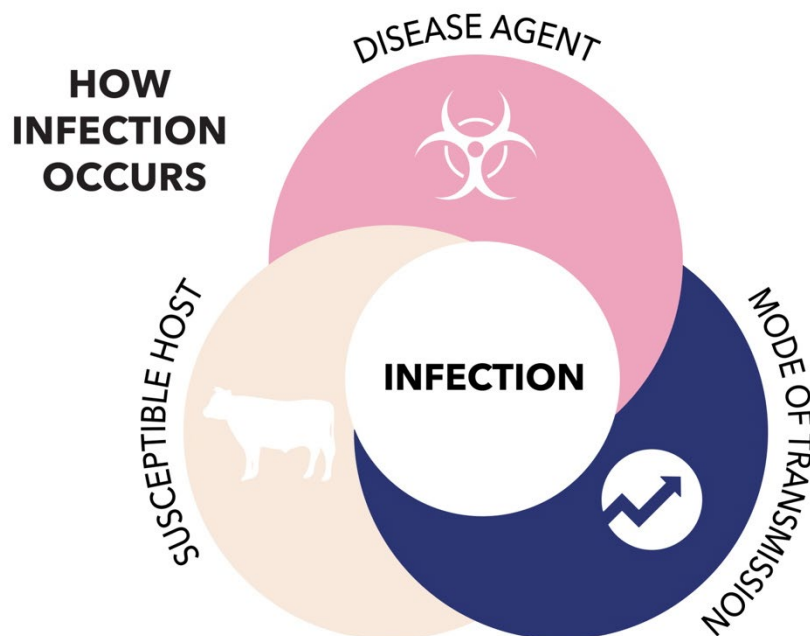 DISEASE AGENT
HOW
INFECTION
OCCURS
SUSCEPTIBLE HOST
INFECTION
MODE OF TRANSMISSION